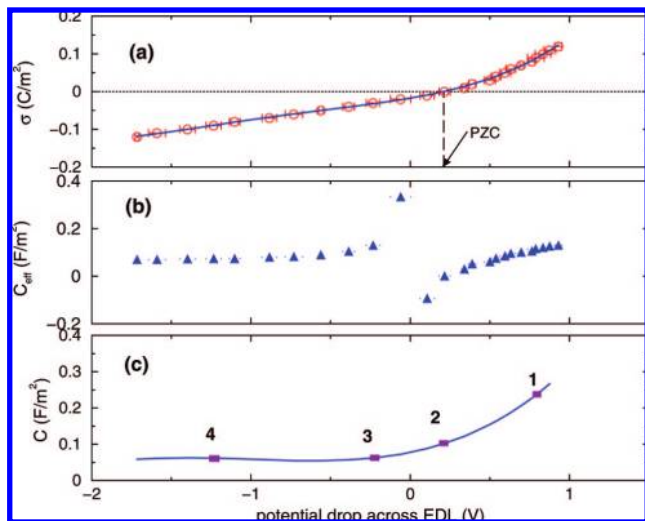 0.2
(a)
0.1
σ (C/m²)
0
−0.1
PZC
−0.2
0.4
(b)
C_eff (F/m²)
0.2
0
−0.2
0.4
(c)
C (F/m²)
0.3
1
0.2
2
4
3
0.1
0
−2
−1
0
1
potential drop across EDL (V)